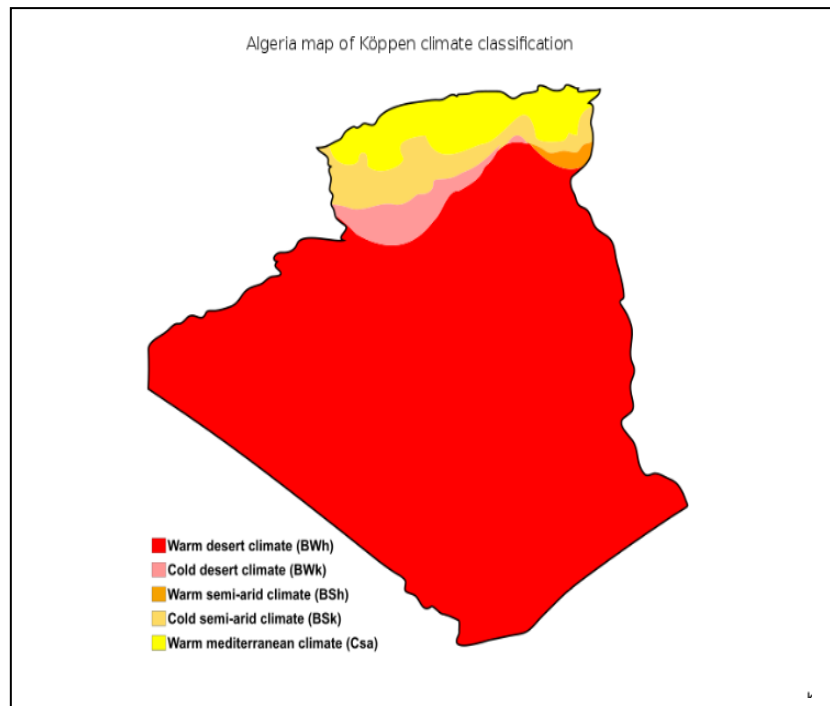 Algeria map of Köppen climate classification
Warm desert climate (BWh)
Cold desert climate (BWk)
Warm semi-arid climate (BSh)
Cold semi-arid climate (BSk)
Warm mediterranean climate (Csa)